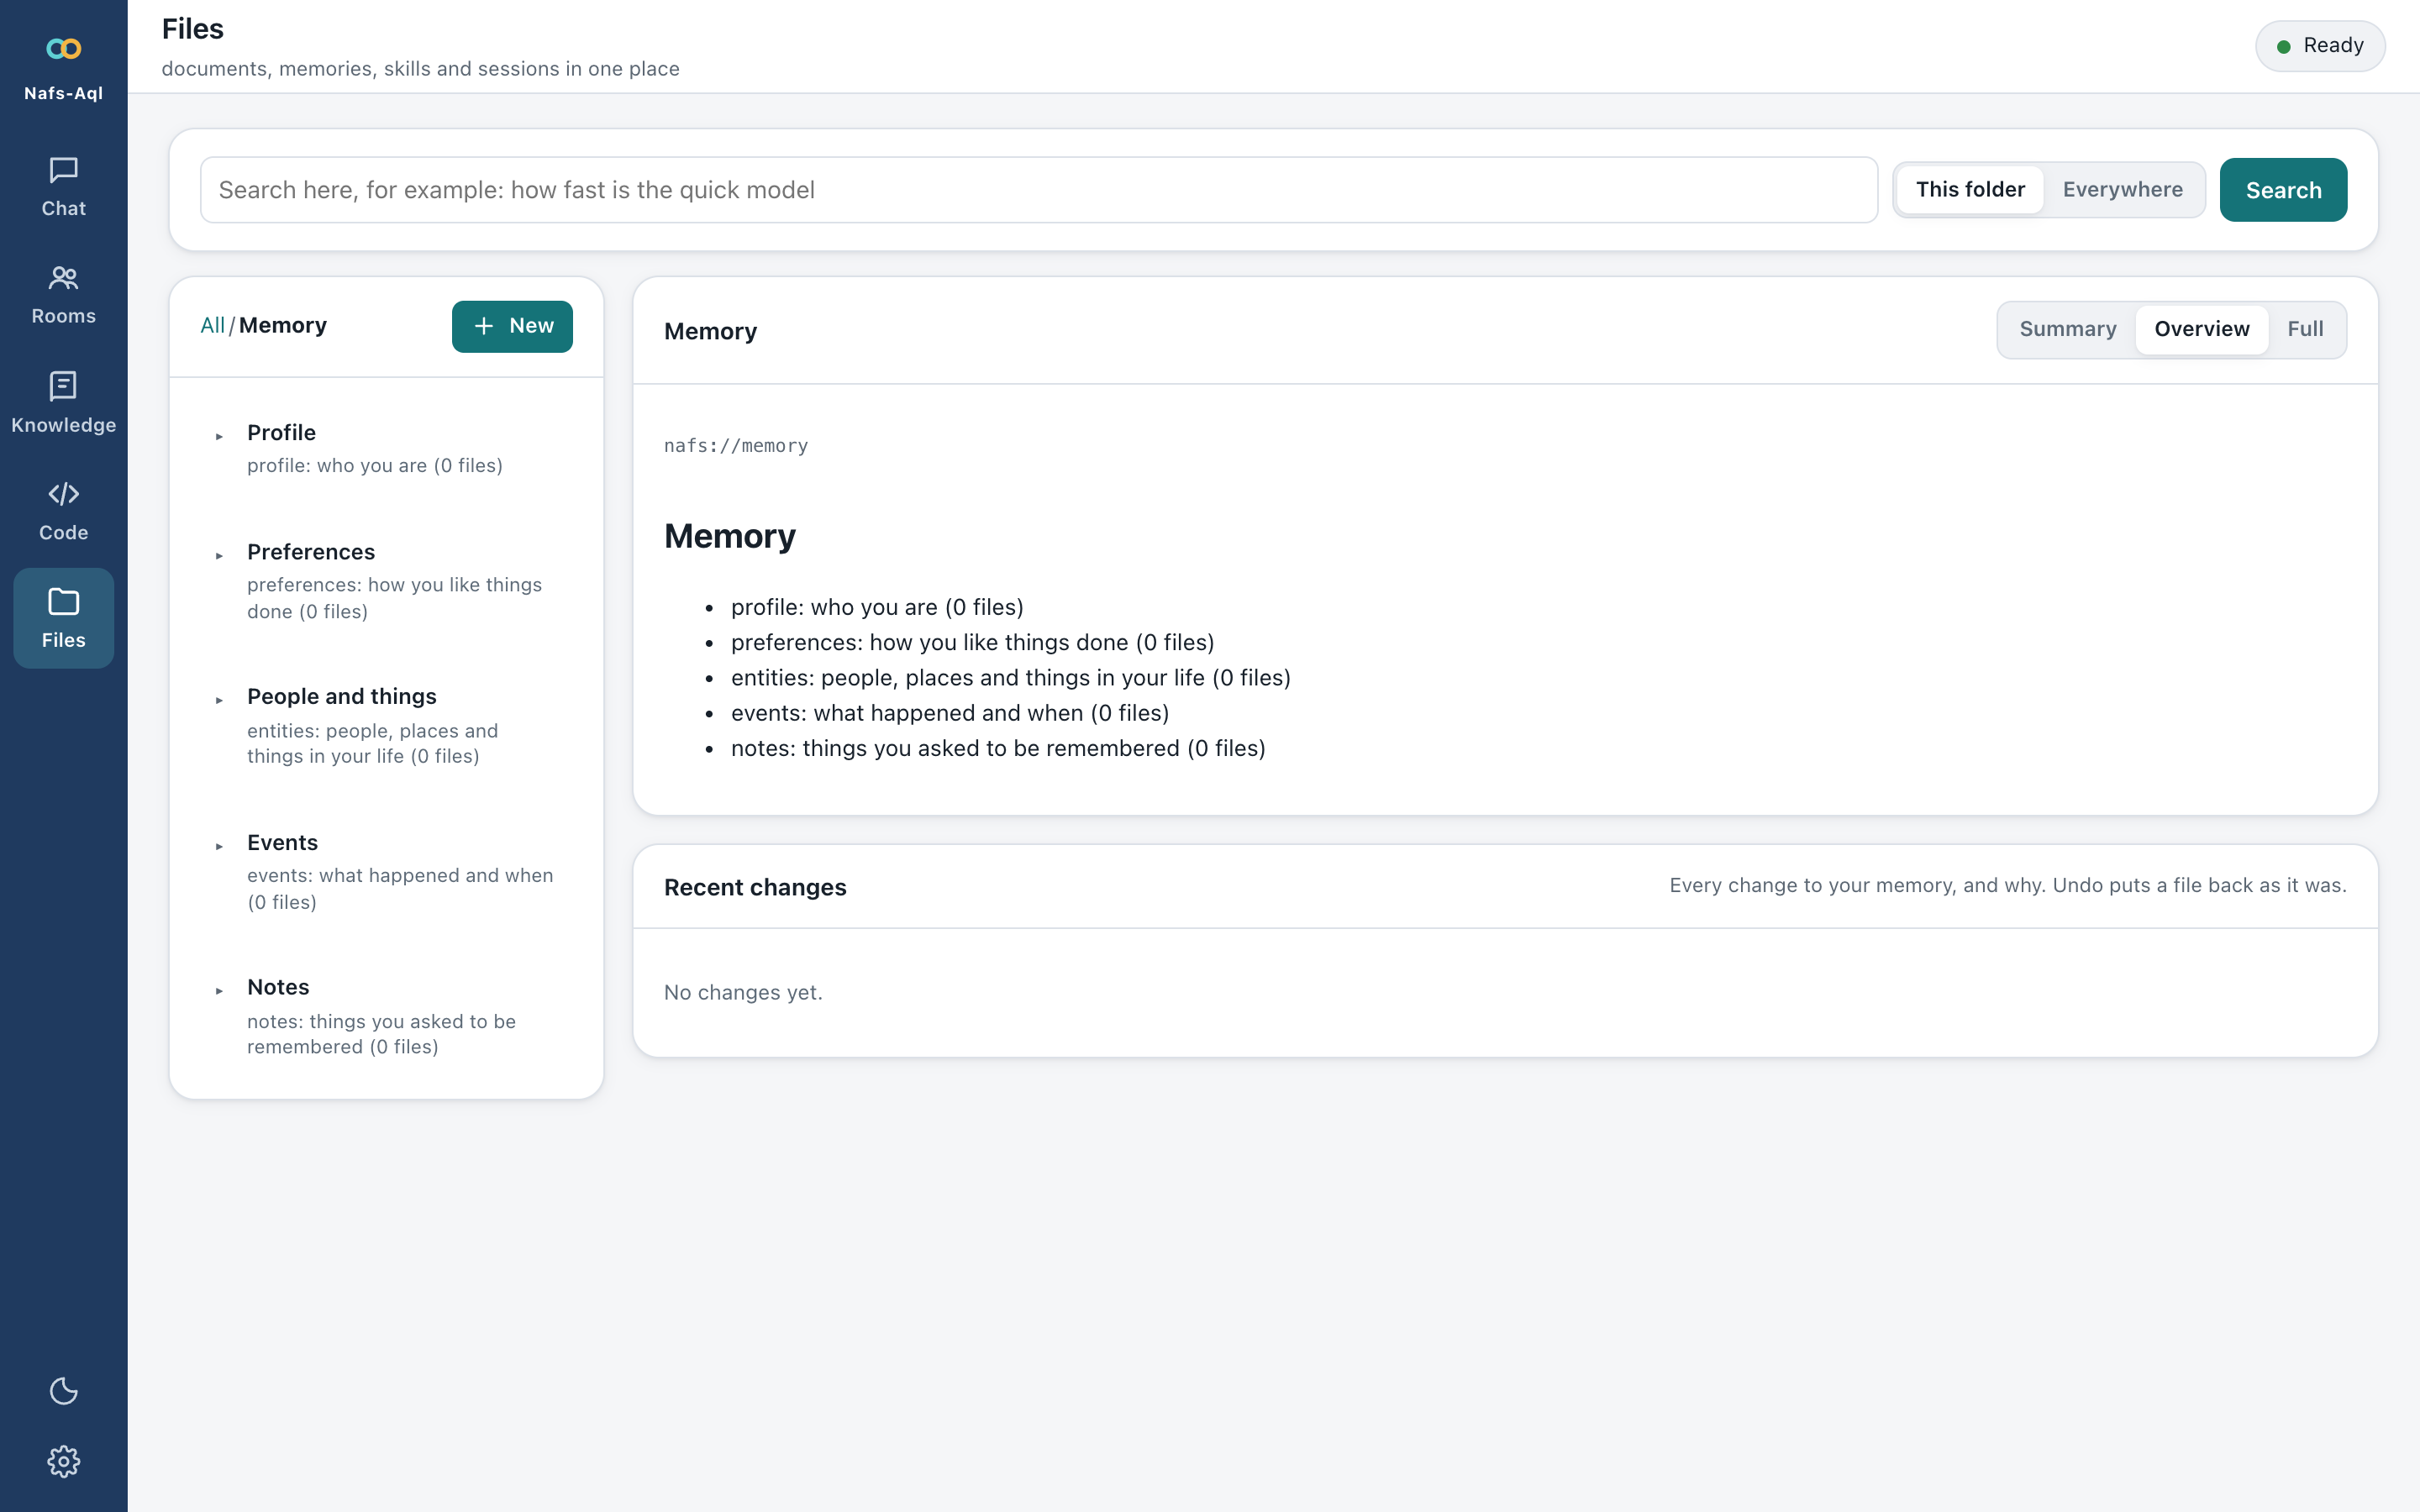 Nafs-Aql
Chat
Rooms
Knowledge
Code
Files
Files
documents, memories, skills and sessions in one place
Ready
Search here, for example: how fast is the quick model
This folder
Everywhere
Search
All / Memory
+ New
Profile
profile: who you are (0 files)
Preferences
preferences: how you like things
done (0 files)
People and things
entities: people, places and
things in your life (0 files)
Events
events: what happened and when
(0 files)
Notes
notes: things you asked to be
remembered (0 files)
Memory
Summary
Overview
Full
nafs://memory
Memory
• profile: who you are (0 files)
• preferences: how you like things done (0 files)
• entities: people, places and things in your life (0 files)
• events: what happened and when (0 files)
• notes: things you asked to be remembered (0 files)
Recent changes
Every change to your memory, and why. Undo puts a file back as it was.
No changes yet.